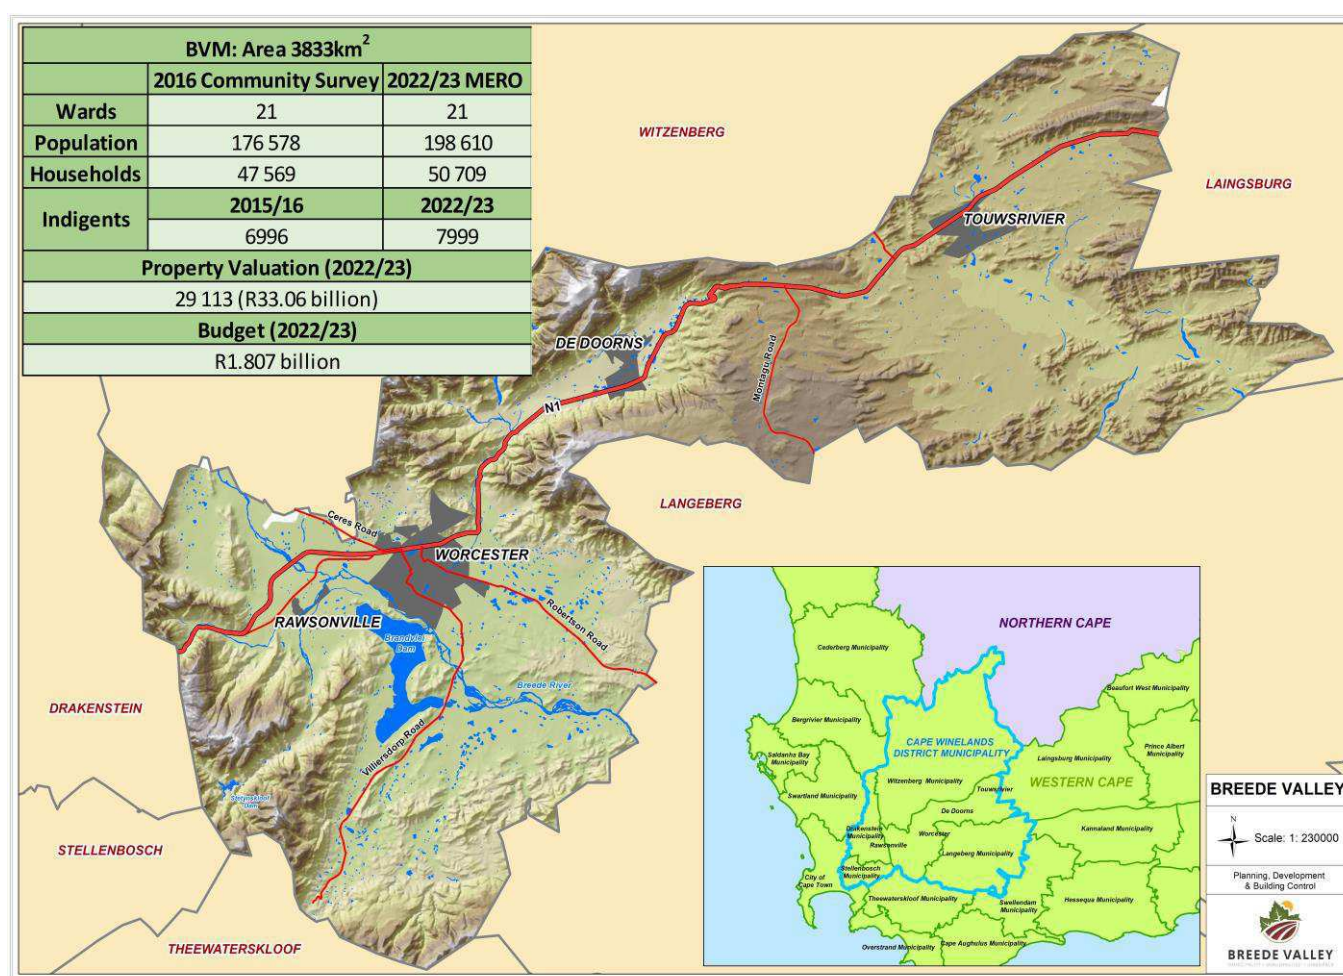 BVM: Area 3833km²
2016 Community Survey 2022/23 MERO
Wards 21 21
Population 176 578 198 610
Households 47 569 50 709
Indigents 2015/16 2022/23
6996 7999
Property Valuation (2022/23)
29 113 (R33.06 billion)
Budget (2022/23)
R1.807 billion
WITZENBERG
LAINGSBURG
TOUWSRIVIER
DE DOORNS
Montagu Road
N1
LANGEBERG
Ceres Road
WORCESTER
RAWSONVILLE
Brandvlei
Dam
Robertson Road
Breede River
DRAKENSTEIN
Villiersdorp Road
Dam
STELLENBOSCH
THEEWATERSKLOOF
NORTHERN CAPE
Cederberg Municipality
Beaufort West Municipality
Bergrivier Municipality
CAPE WINELANDS
DISTRICT MUNICIPALITY
Saldanha Bay
Municipality
Laingsburg Municipality
Prince Albert
Municipality
Witzenberg Municipality
WESTERN CAPE
Touwsrivier
Swartland Municipality
De Doorns
Drakenstein
Municipality
Worcester
Kannaland Municipality
Rawsonville
Langeberg Municipality
Stellenbosch
Municipality
City of
Cape Town
Theewaterskloof Municipality
Swellendam
Municipality
Hessequa Municipality
Overstrand Municipality
Cape Aughulus Municipality
BREEDE VALLEY
N
Scale: 1: 230000
Planning, Development
& Building Control
BREEDE VALLEY